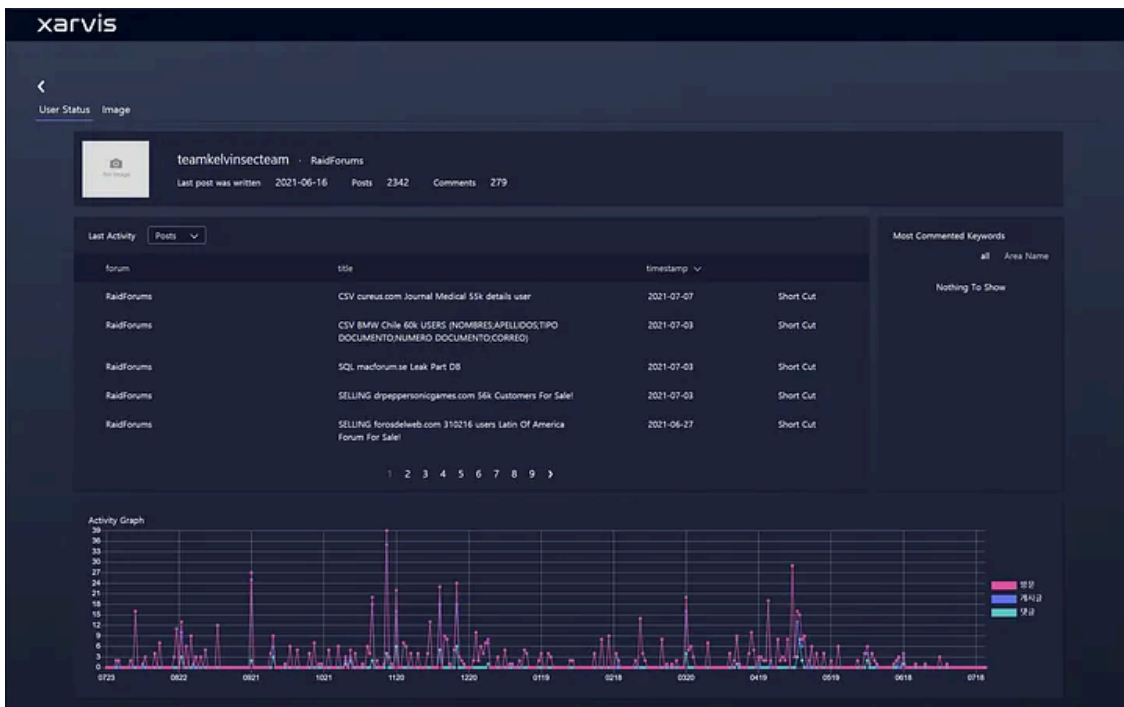 xarvis
User Status Image
teamkelvinsecteam · RaidForums
Last post was written 2021-06-16 Posts 2342 Comments 279
Last Activity Posts
Most Commented Keywords
all Area Name
Nothing To Show
forum title timestamp
RaidForums CSV cureus.com Journal Medical 55k details user 2021-07-07 Short Cut
RaidForums CSV BMW Chile 60k USERS (NOMBRES;APELLIDOS;TIPO
DOCUMENTO;NUMERO DOCUMENTO;CORREO) 2021-07-03 Short Cut
RaidForums SQL macforum.se Leak Part DB 2021-07-03 Short Cut
RaidForums SELLING drpeppersonicgames.com 56k Customers For Sale! 2021-07-03 Short Cut
RaidForums SELLING forosdelweb.com 310216 users Latin Of America
Forum For Sale! 2021-06-27 Short Cut
1 2 3 4 5 6 7 8 9
Activity Graph
39
36
33
30
27
24
21
18
15
12
9
6
3
0
0723 0822 0921 1021 1120 1220 0119 0218 0320 0419 0519 0618 0718
방문
게시글
댓글